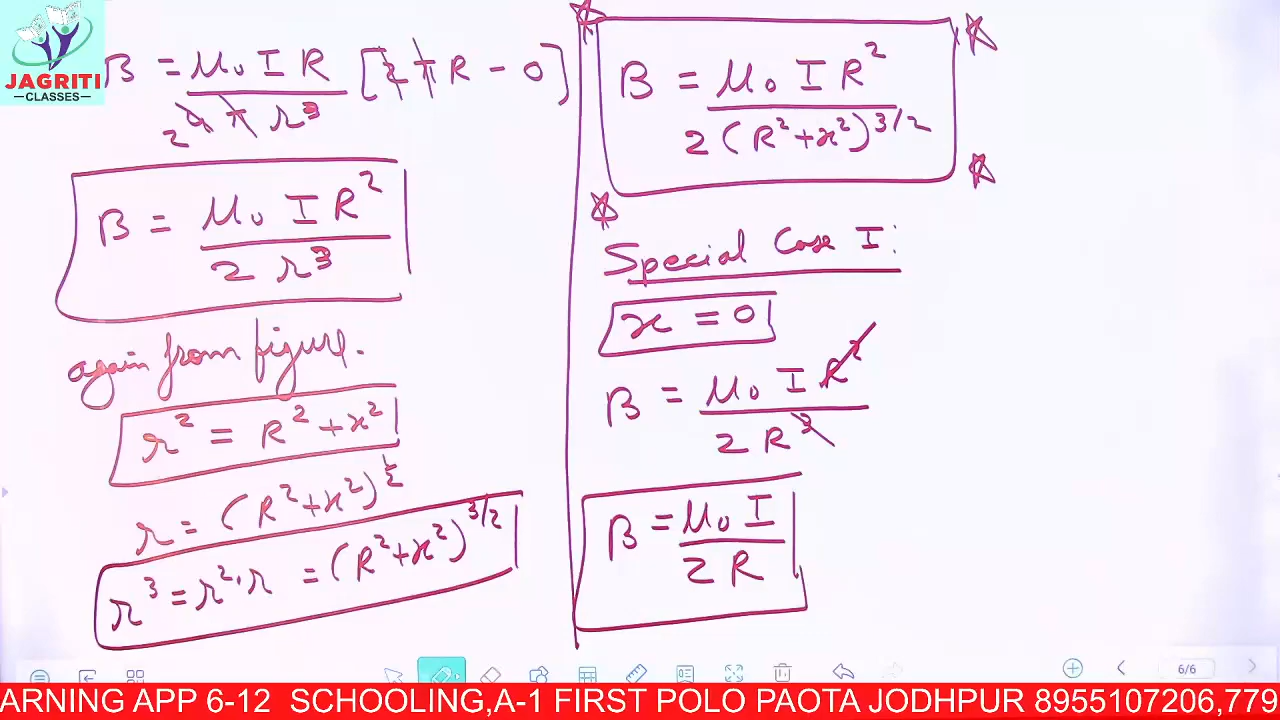 JAGRITI
CLASSES
B = μ₀ I R / 2 4 π r³ [2 π R - 0]
B = μ₀ I R² / 2 r³
again from figure.
r² = R² + x²
r = (R² + x²)^½
r³ = r² · r = (R² + x²)^3/2
B = μ₀ I R² / 2 (R² + x²)^3/2
Special Case I:
x = 0
B = μ₀ I R² / 2 R³
B = μ₀ I / 2 R
6/6
ARNING APP 6-12 SCHOOLING,A-1 FIRST POLO PAOTA JODHPUR 8955107206,779